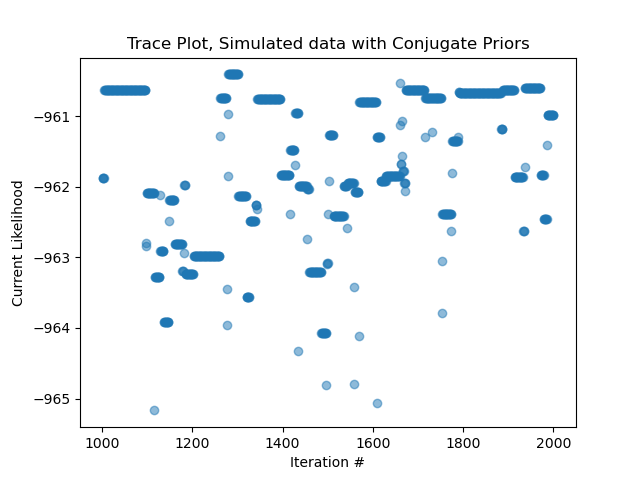 Trace Plot, Simulated data with Conjugate Priors
Current Likelihood
−961
−962
−963
−964
−965
1000 1200 1400 1600 1800 2000
Iteration #